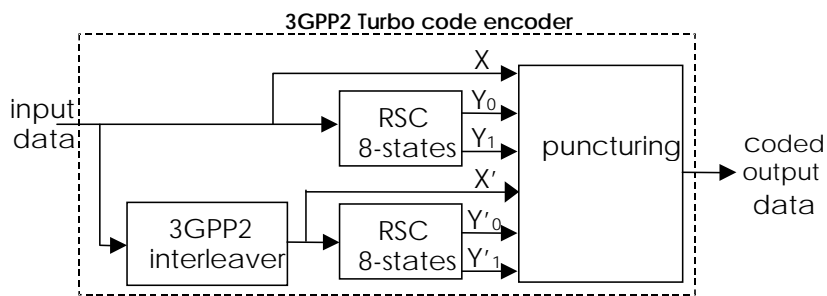 3GPP2 Turbo code encoder
input
data
X
Y0
Y1
RSC
8-states
X'
3GPP2
interleaver
RSC
8-states
Y'0
Y'1
puncturing
coded
output
data